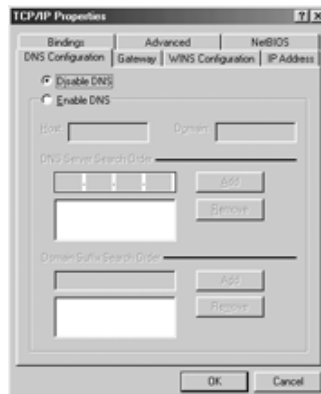 TCP/IP Properties
Bindings Advanced NetBIOS
DNS Configuration Gateway WINS Configuration IP Address
Disable DNS
Enable DNS
Host: Domain:
DNS Server Search Order
Add
Remove
Domain Suffix Search Order
Add
Remove
OK Cancel